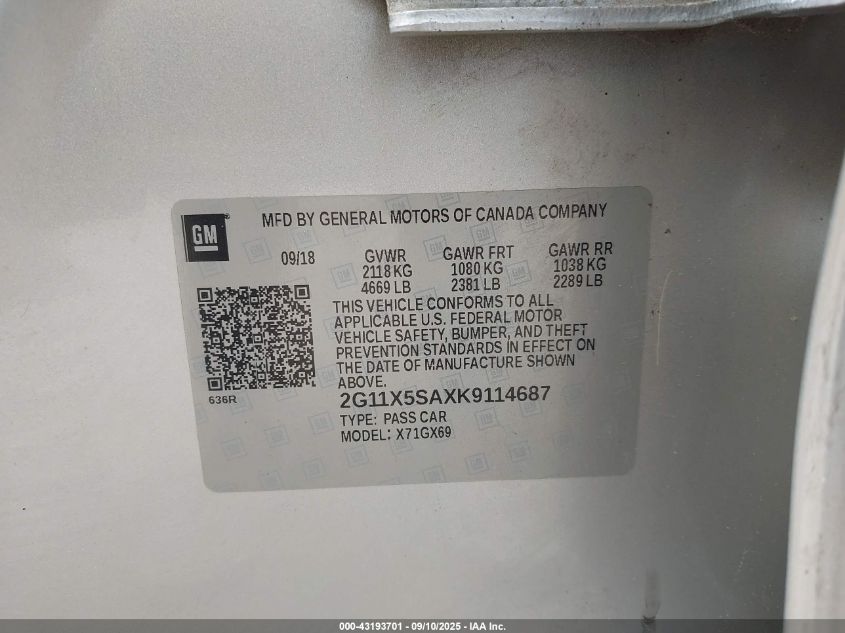 GM
MFD BY GENERAL MOTORS OF CANADA COMPANY
09/18 GVWR GAWR FRT GAWR RR
2118 KG 1080 KG 1038 KG
4669 LB 2381 LB 2289 LB
THIS VEHICLE CONFORMS TO ALL
APPLICABLE U.S. FEDERAL MOTOR
VEHICLE SAFETY, BUMPER, AND THEFT
PREVENTION STANDARDS IN EFFECT ON
THE DATE OF MANUFACTURE SHOWN
ABOVE.
636R
2G11X5SAXK9114687
TYPE: PASS CAR
MODEL: X71GX69
000-43193701 - 09/10/2025 - IAA Inc.